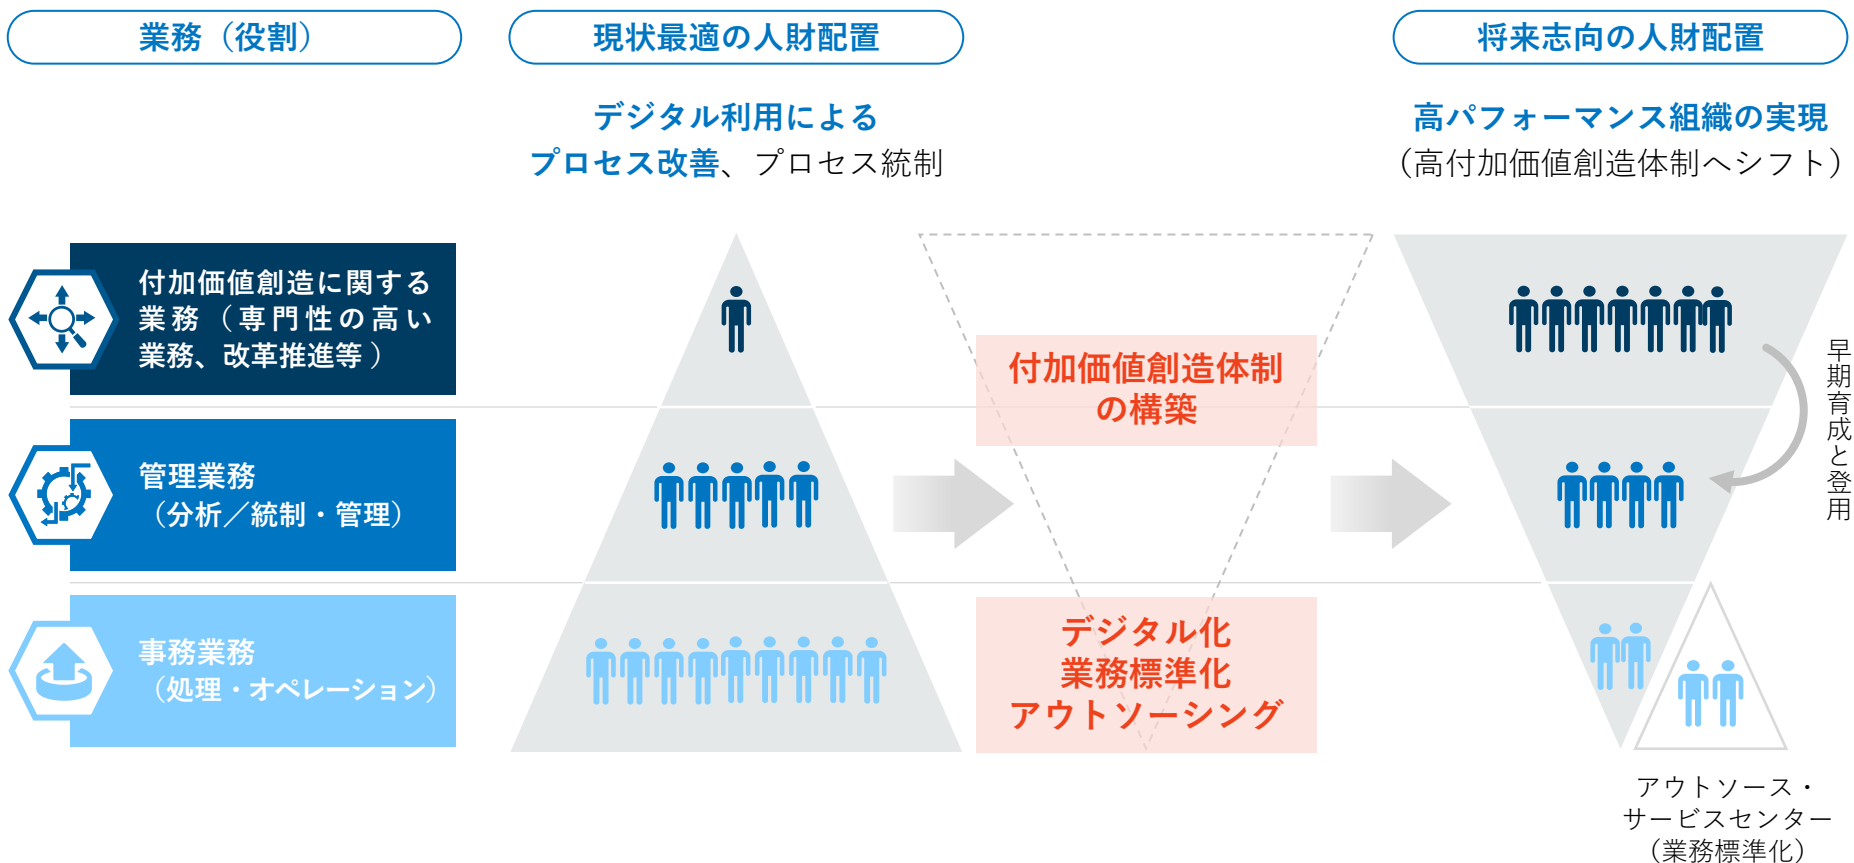 業務（役割）
現状最適の人財配置
将来志向の人財配置
デジタル利用による
プロセス改善、プロセス統制
高パフォーマンス組織の実現
（高付加価値創造体制へシフト）
付加価値創造に関する
業務（専門性の高い
業務、改革推進等）
付加価値創造体制
の構築
早期育成と登用
管理業務
（分析／統制・管理）
事務業務
（処理・オペレーション）
デジタル化
業務標準化
アウトソーシング
アウトソース・
サービスセンター
（業務標準化）